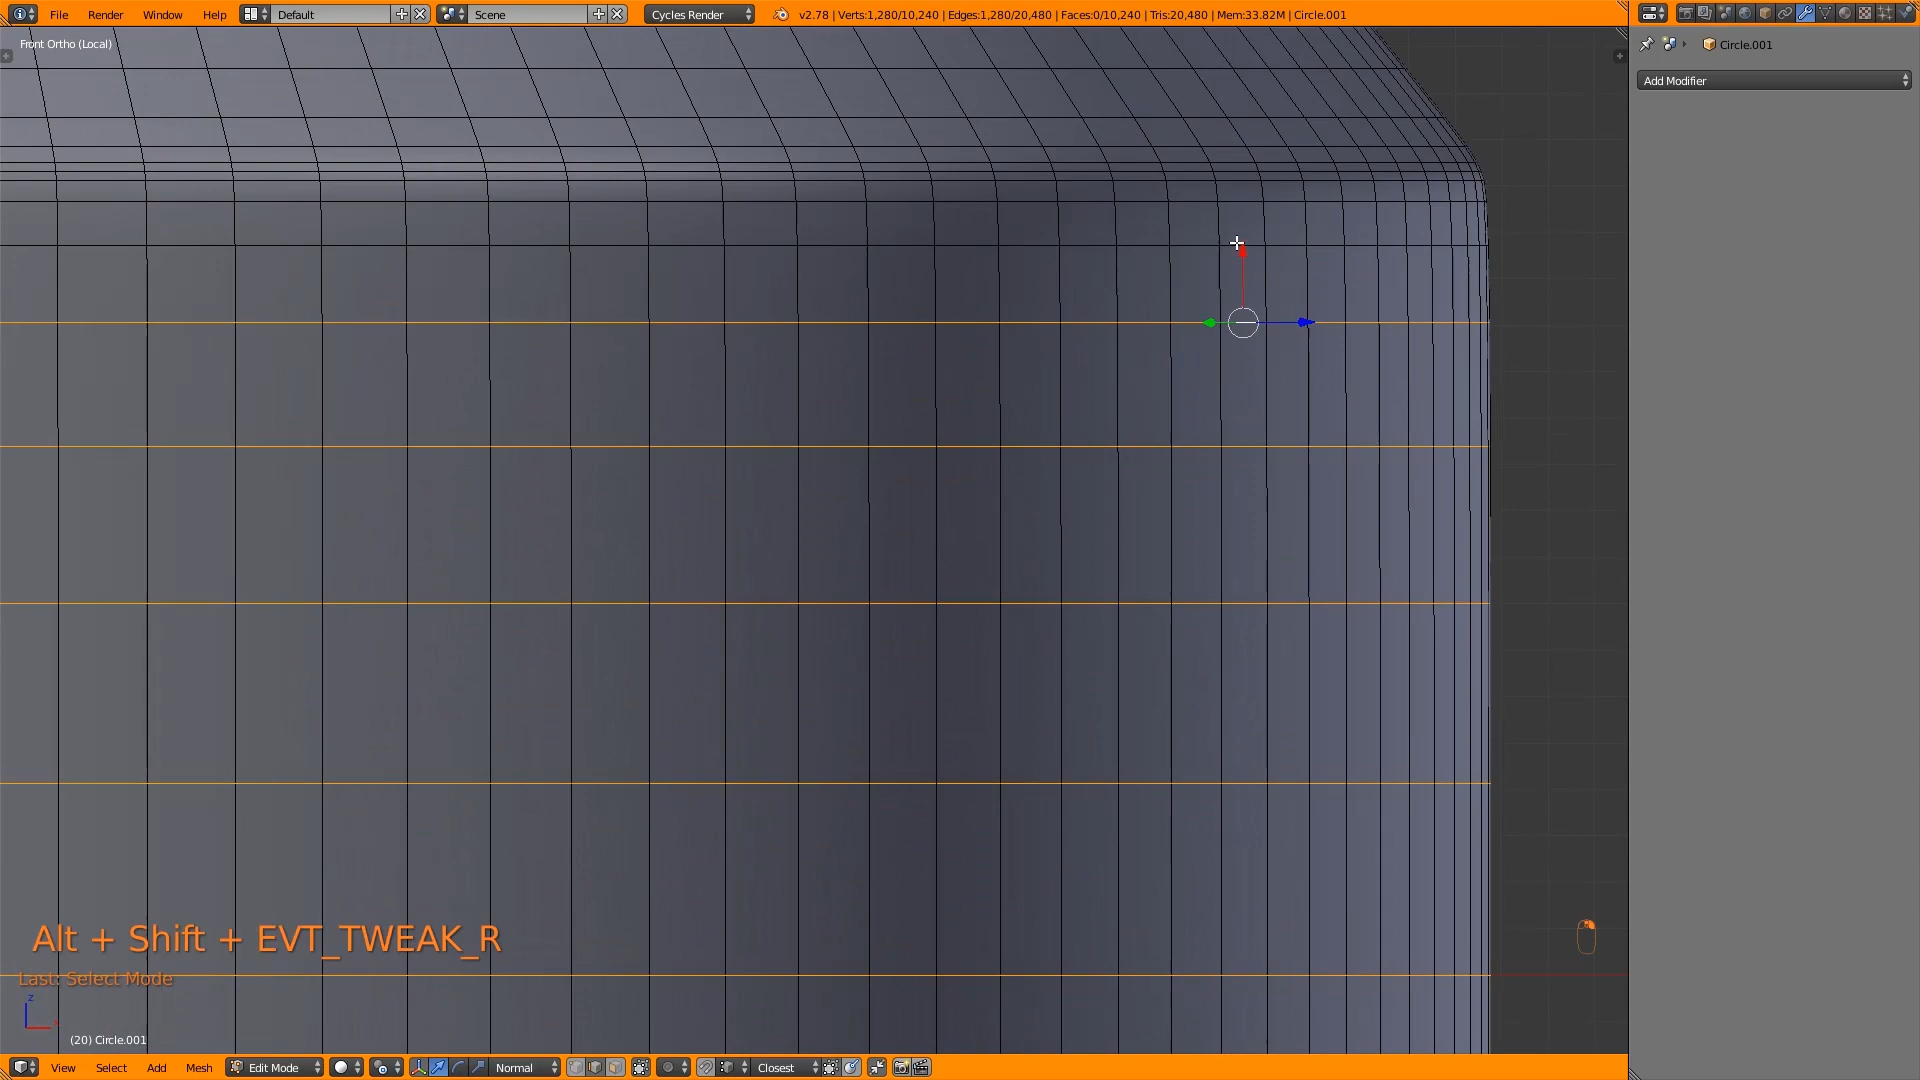 File Render Window Help Default Scene Cycles Render v2.78 | Verts:1,280/10,240 | Edges:1,280/20,480 | Faces:0/10,240 | Tris:20,480 | Mem:33.82M | Circle.001
Front Ortho (Local)
Circle.001
Add Modifier
Alt + Shift + EVT_TWEAK_R
Last: Select Mode
z
(20) Circle.001
View Select Add Mesh Edit Mode Normal Closest